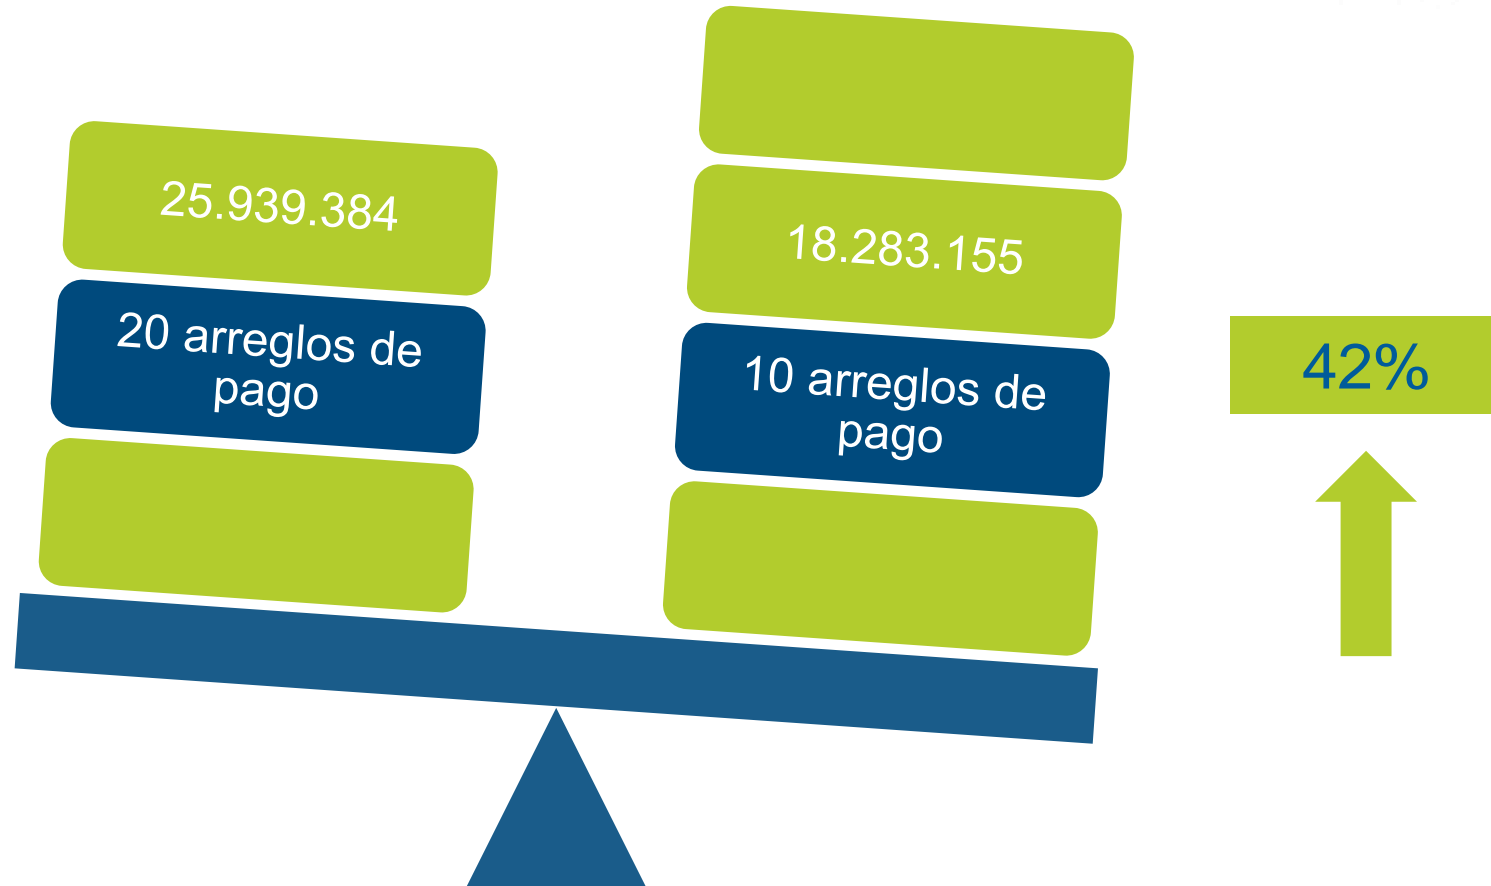 25.939.384
20 arreglos de
pago
18.283.155
10 arreglos de
pago
42%